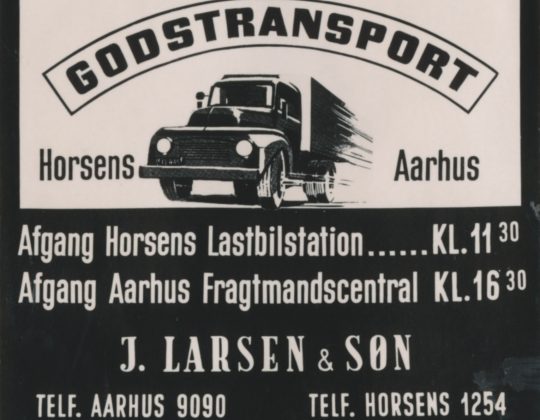 GODSTRANSPORT
Horsens Aarhus
Afgang Horsens Lastbilstation......KL. 11 30
Afgang Aarhus Fragtmandscentral KL. 16 30
J. LARSEN & SØN
TELF. AARHUS 9090 TELF. HORSENS 1254